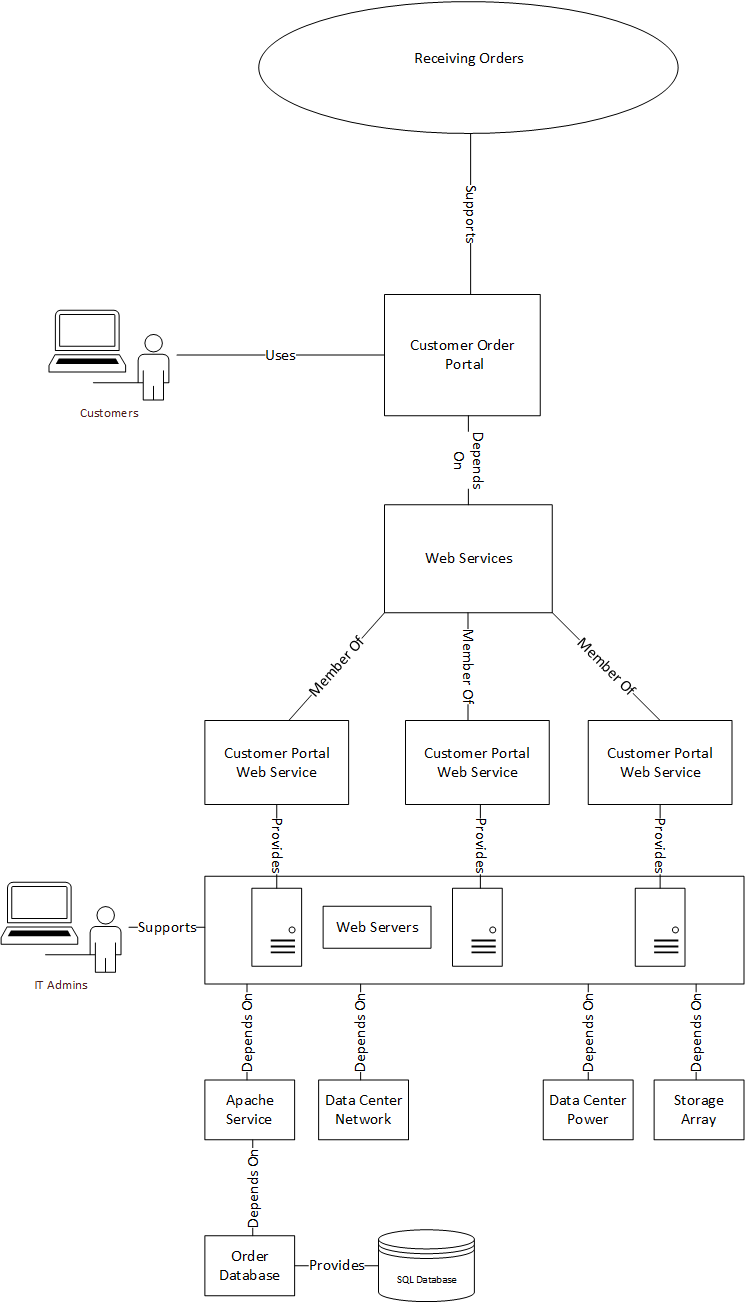 Receiving Orders
Supports
Customer Order
Portal
Uses
Customers
Depends
On
Web Services
Member Of
Member Of
Member Of
Customer Portal
Web Service
Customer Portal
Web Service
Customer Portal
Web Service
Provides
Provides
Provides
Web Servers
Supports
IT Admins
Depends On
Depends On
Depends On
Depends On
Apache
Service
Data Center
Network
Data Center
Power
Storage
Array
Depends On
Order
Database
Provides
SQL Database